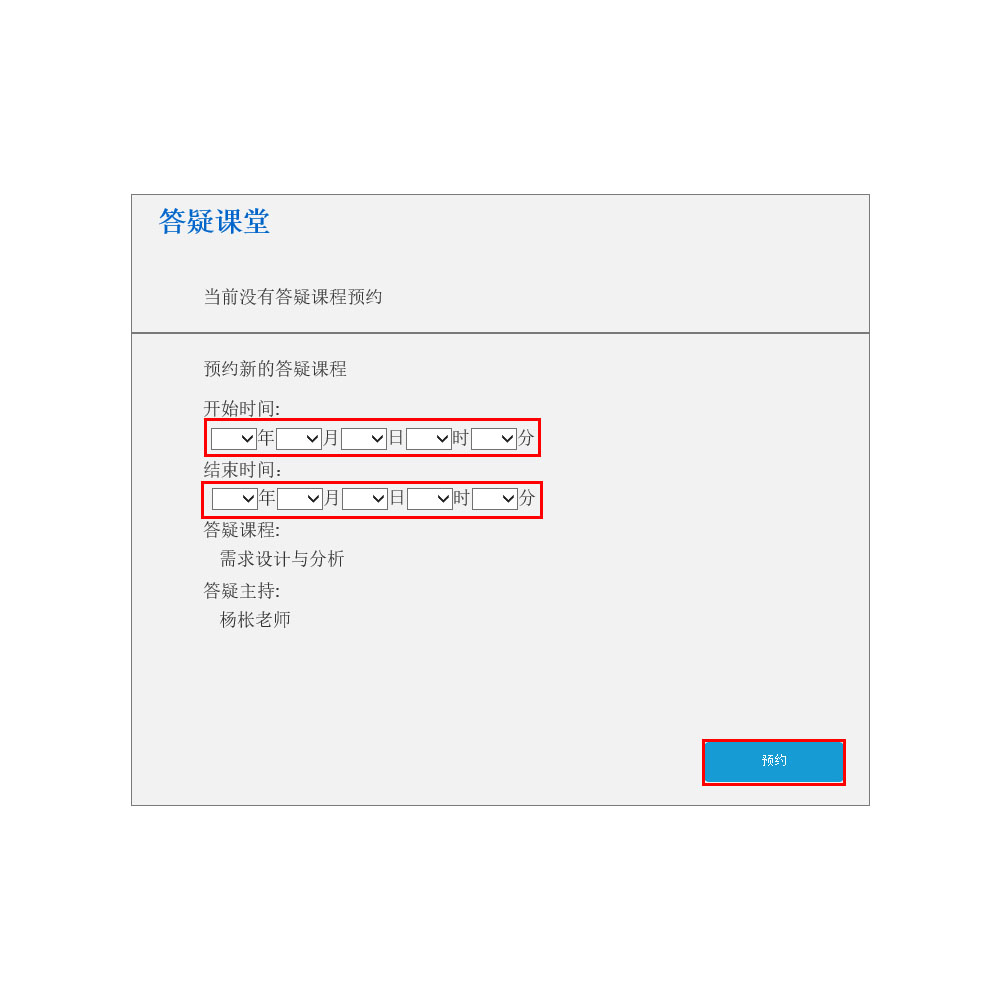 答疑课堂
当前没有答疑课程预约
预约新的答疑课程
开始时间:
年 月 日 时 分
结束时间：
年 月 日 时 分
答疑课程:
需求设计与分析
答疑主持:
杨枨老师
预约